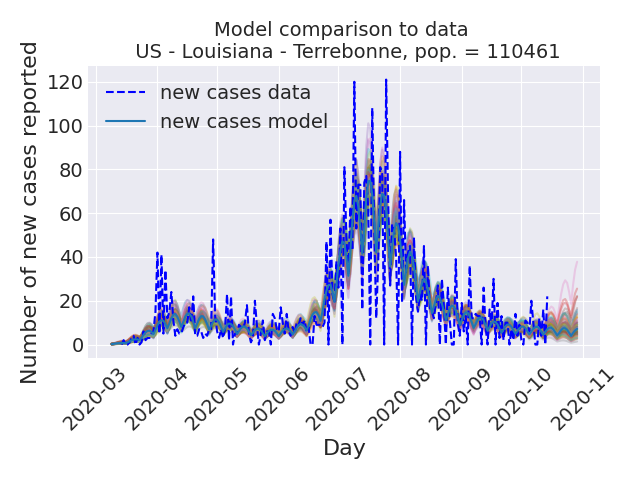 Model comparison to data
US - Louisiana - Terrebonne, pop. = 110461
Number of new cases reported
120
100
80
60
40
20
0
new cases data
new cases model
2020-03
2020-04
2020-05
2020-06
2020-07
2020-08
2020-09
2020-10
2020-11
Day